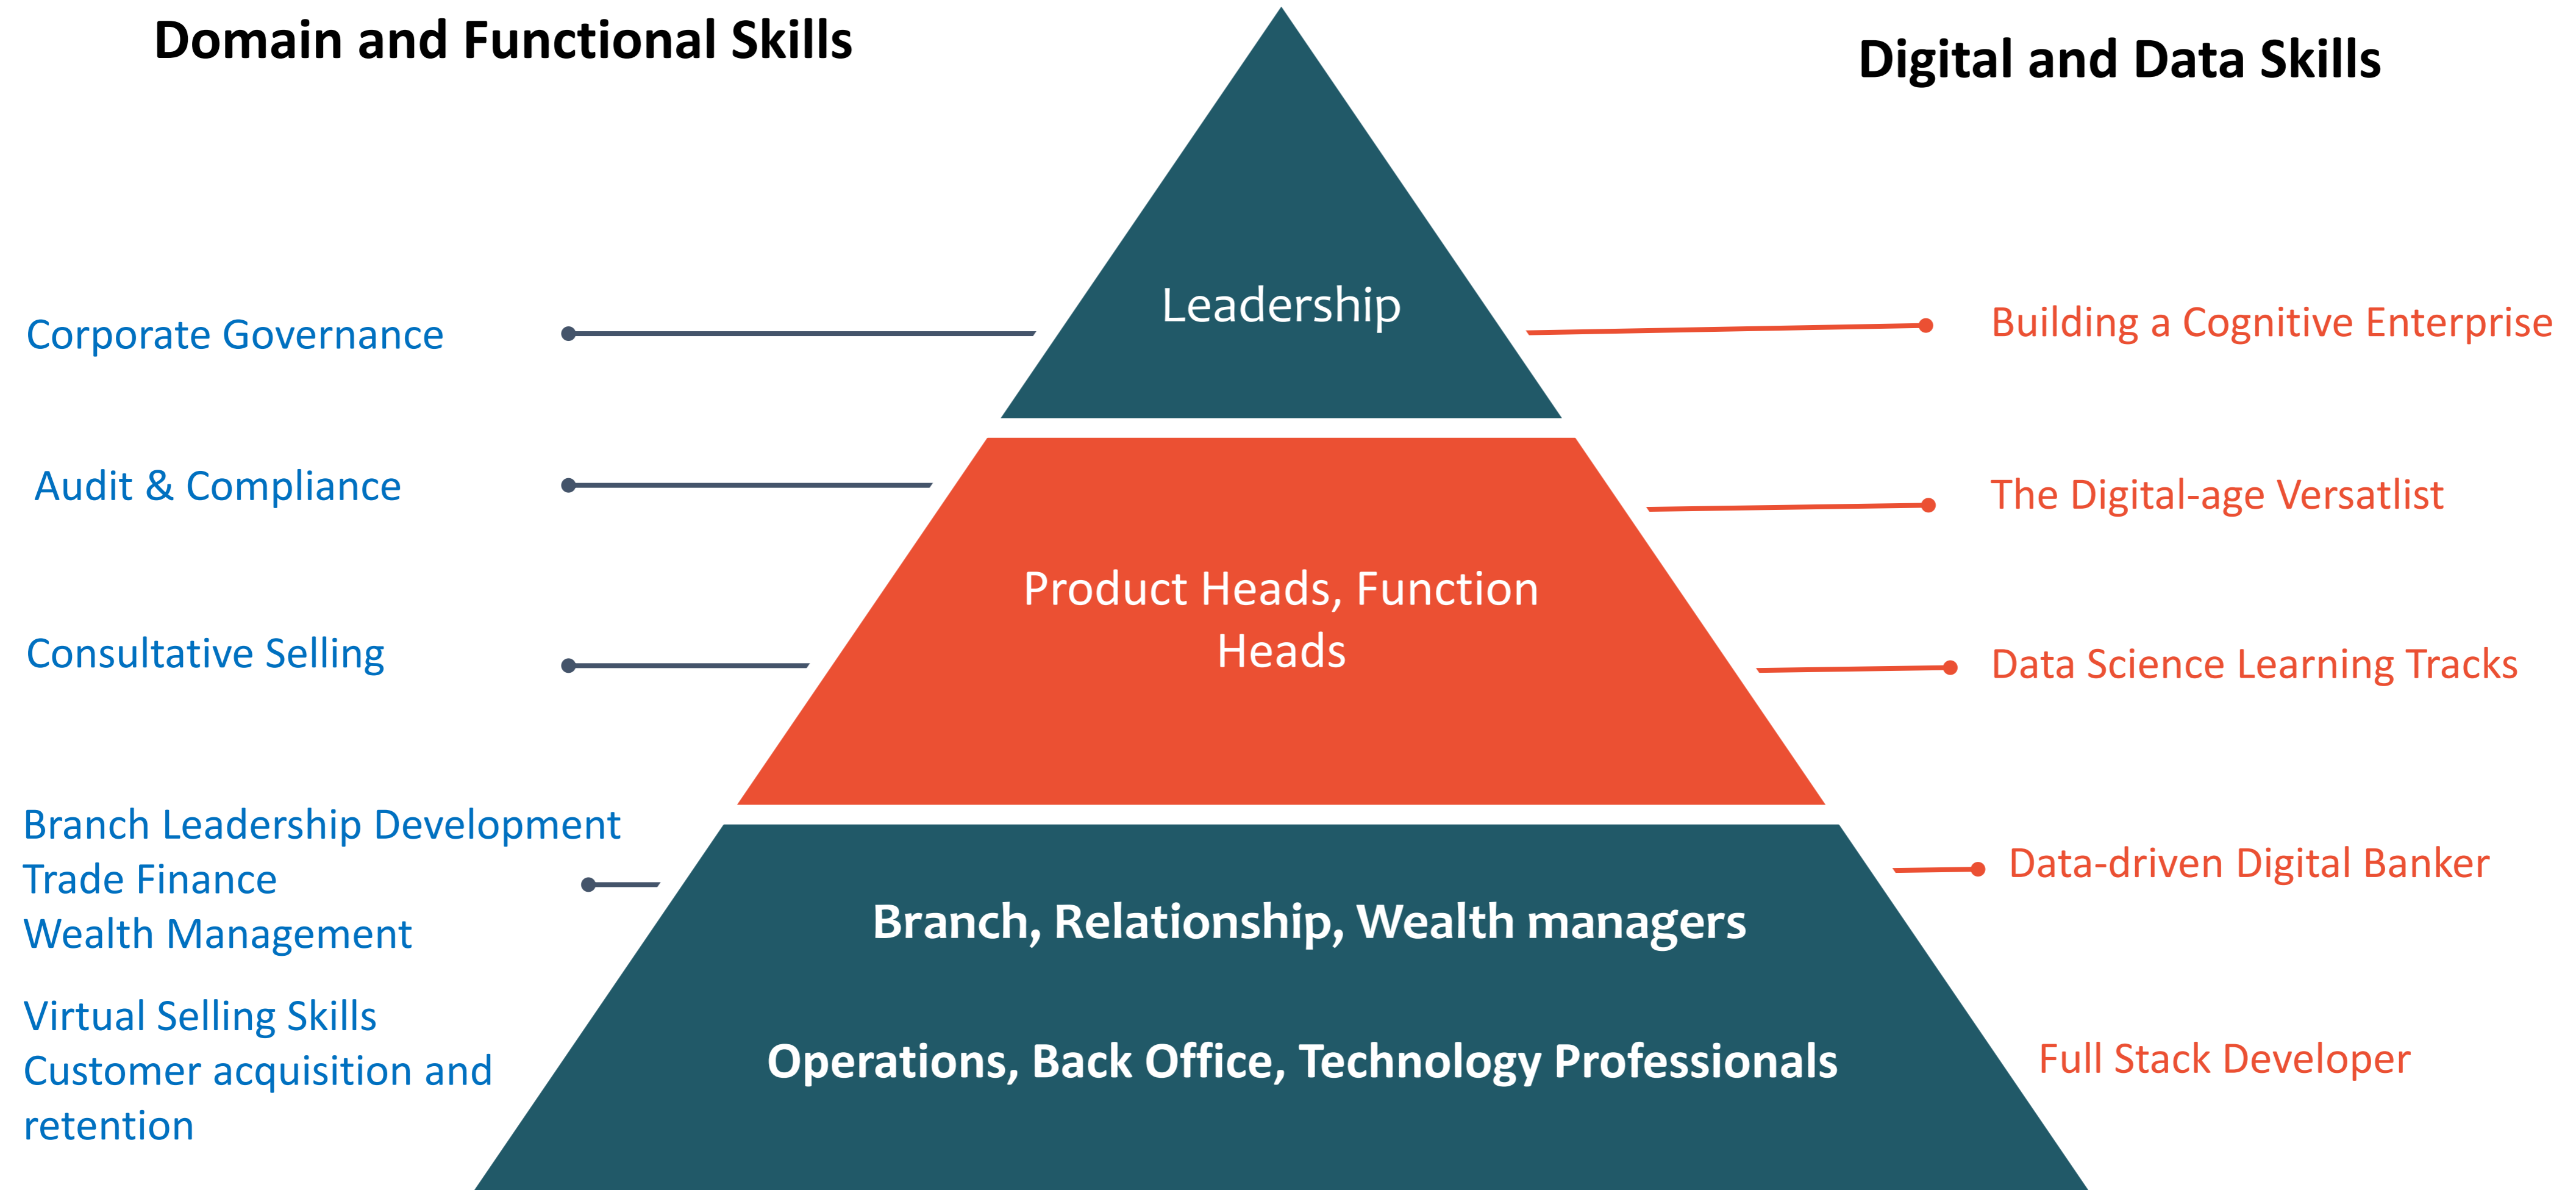 Domain and Functional Skills
Digital and Data Skills
Leadership
Corporate Governance
Building a Cognitive Enterprise
Audit & Compliance
The Digital-age Versatlist
Product Heads, Function
Heads
Consultative Selling
Data Science Learning Tracks
Branch Leadership Development
Trade Finance
Wealth Management
Data-driven Digital Banker
Branch, Relationship, Wealth managers
Virtual Selling Skills
Customer acquisition and
retention
Operations, Back Office, Technology Professionals
Full Stack Developer